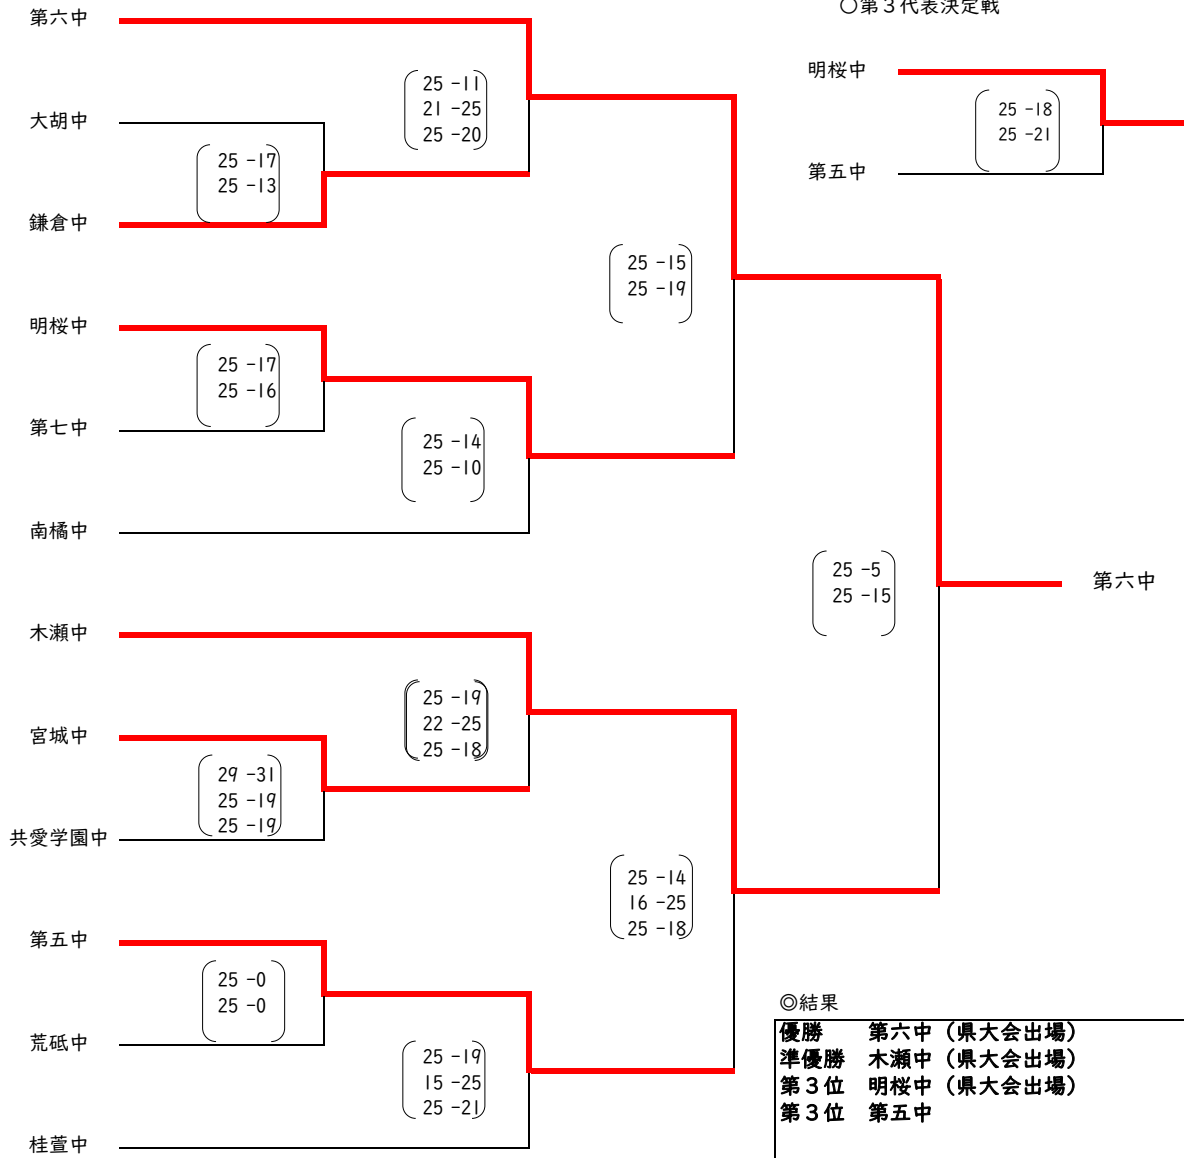 第六中
〇第３代表決定戦
明桜中
25 -18
25 -21
第五中
25 -11
21 -25
25 -20
大胡中
25 -17
25 -13
鎌倉中
25 -15
25 -19
明桜中
25 -17
25 -16
第七中
25 -14
25 -10
南橘中
25 -5
25 -15
第六中
木瀬中
25 -19
22 -25
25 -18
宮城中
29 -31
25 -19
25 -19
共愛学園中
25 -14
16 -25
25 -18
第五中
25 -0
25 -0
荒砥中
25 -19
15 -25
25 -21
桂萱中
◎結果
優勝　　第六中（県大会出場）
準優勝　木瀬中（県大会出場）
第３位　明桜中（県大会出場）
第３位　第五中